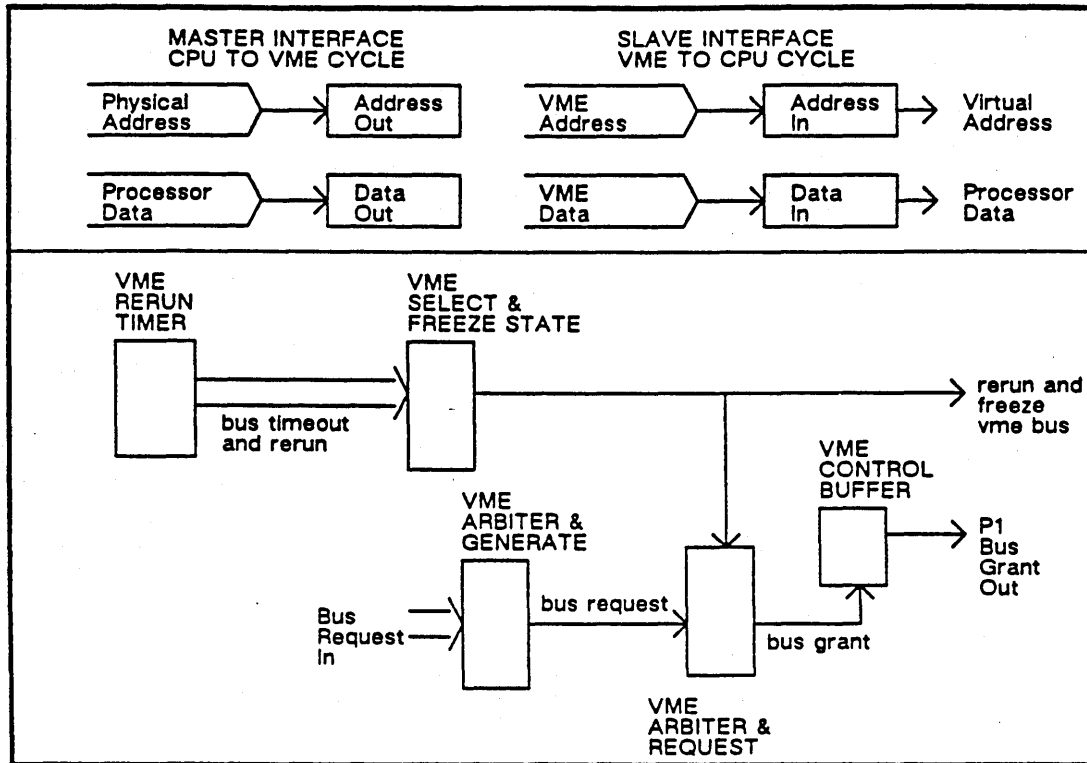 MASTER INTERFACE
CPU TO VME CYCLE
SLAVE INTERFACE
VME TO CPU CYCLE
Physical
Address
Address
Out
VME
Address
Address
In
Virtual
Address
Processor
Data
Data
Out
VME
Data
Data
In
Processor
Data
VME
RERUN
TIMER
VME
SELECT &
FREEZE STATE
bus timeout
and rerun
rerun and
freeze
vme bus
VME
CONTROL
BUFFER
VME
ARBITER &
GENERATE
P1
Bus
Grant
Out
Bus
Request
In
bus request
bus grant
VME
ARBITER &
REQUEST